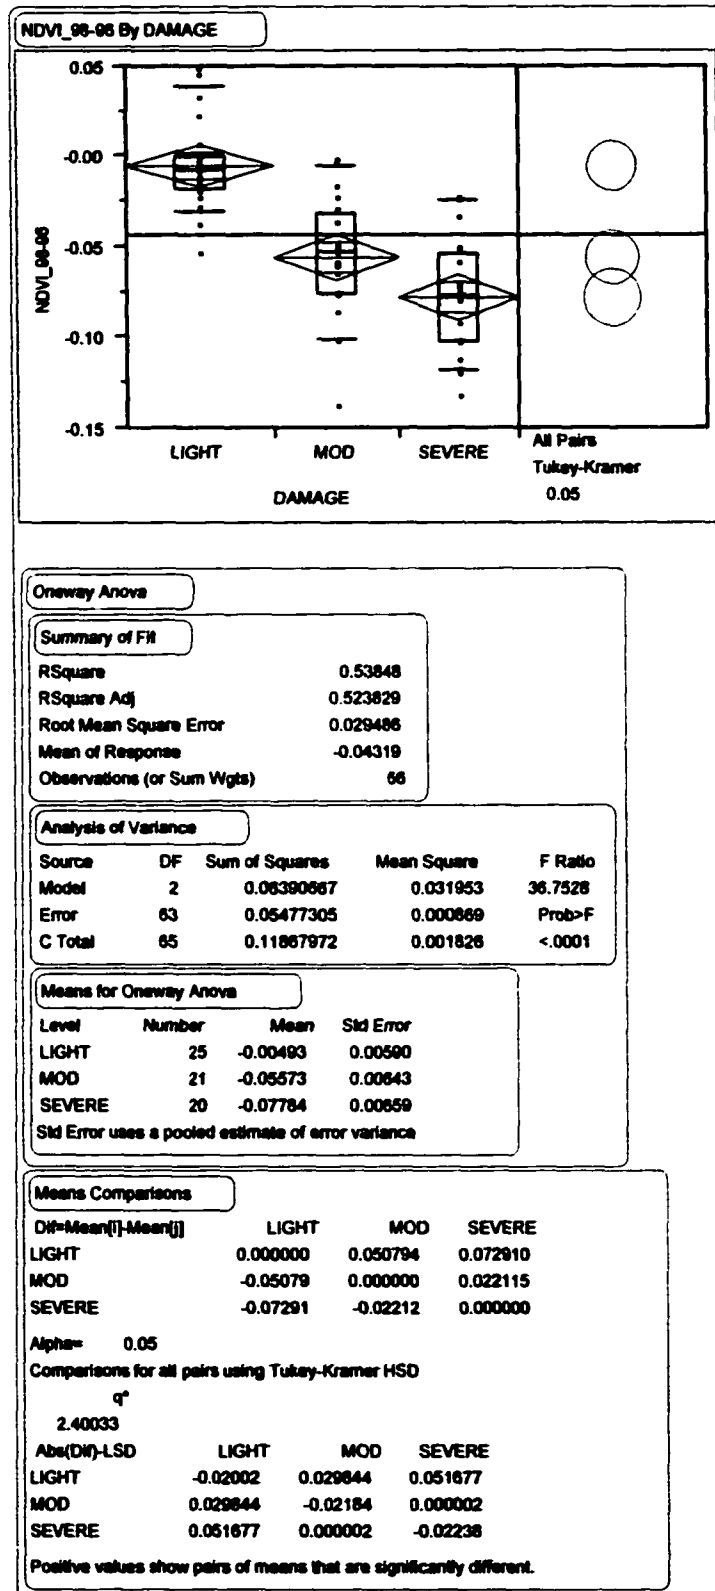 NDVI_98-96 By DAMAGE
0.05
-0.00
-0.05
-0.10
-0.15
NDVI_98-96
LIGHT MOD SEVERE
DAMAGE
All Pairs
Tukey-Kramer
0.05
Oneway Anova
Summary of Fit
RSquare 0.53848
RSquare Adj 0.523829
Root Mean Square Error 0.029486
Mean of Response -0.04319
Observations (or Sum Wgts) 66
Analysis of Variance
Source DF Sum of Squares Mean Square F Ratio
Model 2 0.06390667 0.031953 36.7528
Error 63 0.05477305 0.000869 Prob>F
C Total 65 0.11867972 0.001826 <.0001
Means for Oneway Anova
Level Number Mean Std Error
LIGHT 25 -0.00493 0.00590
MOD 21 -0.05573 0.00643
SEVERE 20 -0.07784 0.00659
Std Error uses a pooled estimate of error variance
Means Comparisons
Dif=Mean[i]-Mean[j] LIGHT MOD SEVERE
LIGHT 0.000000 0.050794 0.072910
MOD -0.05079 0.000000 0.022115
SEVERE -0.07291 -0.02212 0.000000
Alpha= 0.05
Comparisons for all pairs using Tukey-Kramer HSD
q*
2.40033
Abs(Dif)-LSD LIGHT MOD SEVERE
LIGHT -0.02002 0.029844 0.051677
MOD 0.029844 -0.02184 0.000002
SEVERE 0.051677 0.000002 -0.02238
Positive values show pairs of means that are significantly different.